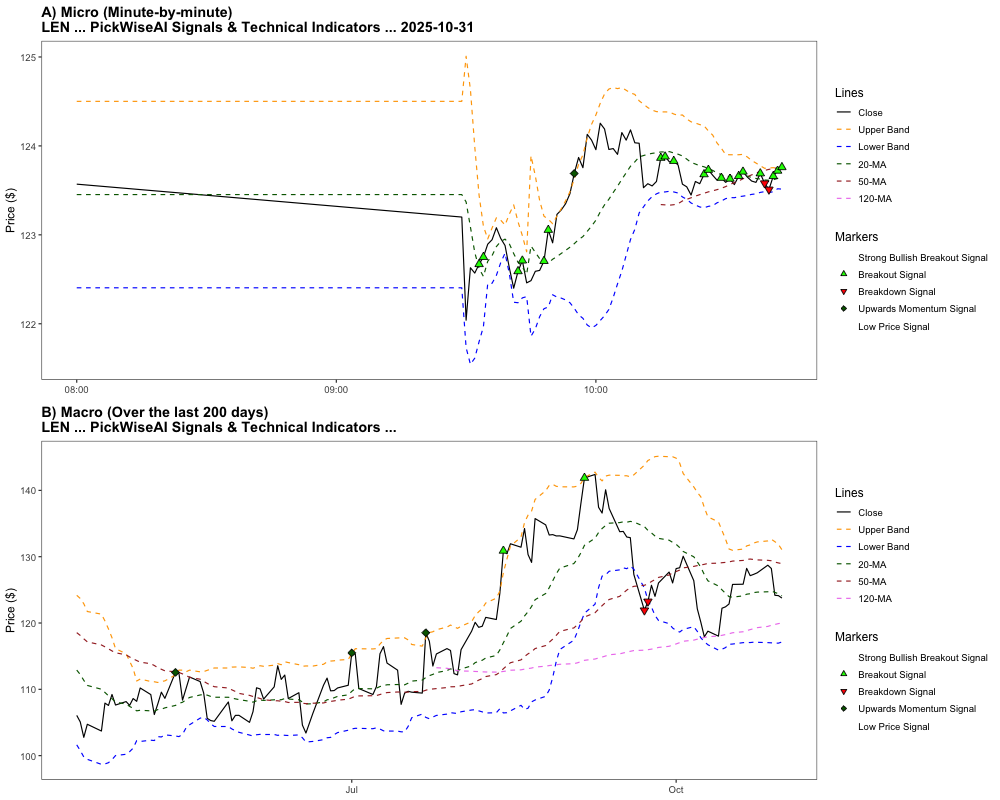 A) Micro (Minute-by-minute)
LEN ... PickWiseAI Signals & Technical Indicators ... 2025-10-31
Price ($)
125
124
123
122
08:00
09:00
10:00
Lines
Close
Upper Band
Lower Band
20-MA
50-MA
120-MA
Markers
Strong Bullish Breakout Signal
Breakout Signal
Breakdown Signal
Upwards Momentum Signal
Low Price Signal
B) Macro (Over the last 200 days)
LEN ... PickWiseAI Signals & Technical Indicators ...
Price ($)
140
130
120
110
100
Jul
Oct
Lines
Close
Upper Band
Lower Band
20-MA
50-MA
120-MA
Markers
Strong Bullish Breakout Signal
Breakout Signal
Breakdown Signal
Upwards Momentum Signal
Low Price Signal